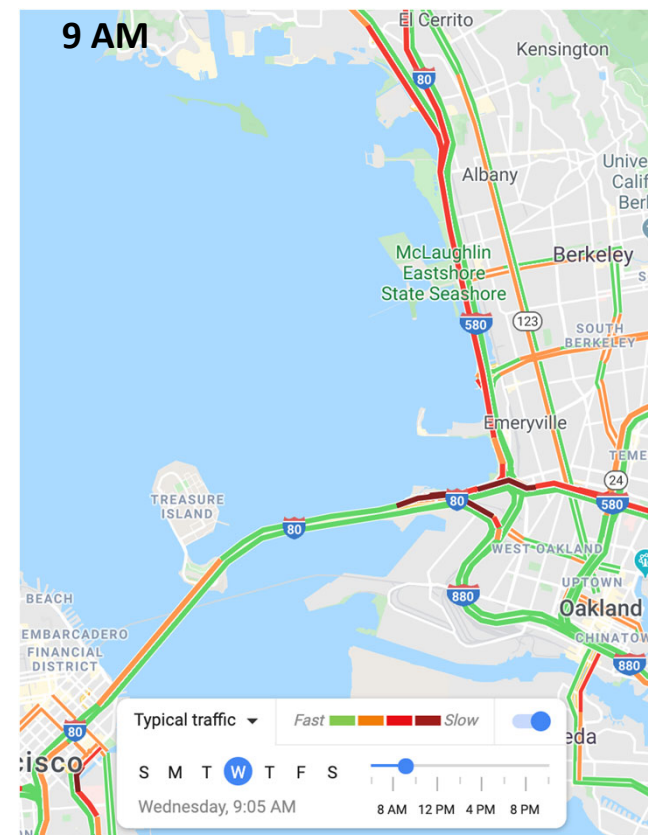 9 AM
El Cerrito
Kensington
80
Albany
Unive
Calif
Berl
McLaughlin
Eastshore
State Seashore
Berkeley
S
580
123
SOUTH
BERKELEY
Emeryville
TEME
24
TREASURE
ISLAND
80
80
580
WEST OAKLAND
UPTOWN
BEACH
880
Oakland
EMBARCADERO
CHINATOW
FINANCIAL
DISTRICT
880
80
Typical traffic
Fast
Slow
eda
cisco
S M T W T F S
Wednesday, 9:05 AM
8 AM 12 PM 4 PM 8 PM